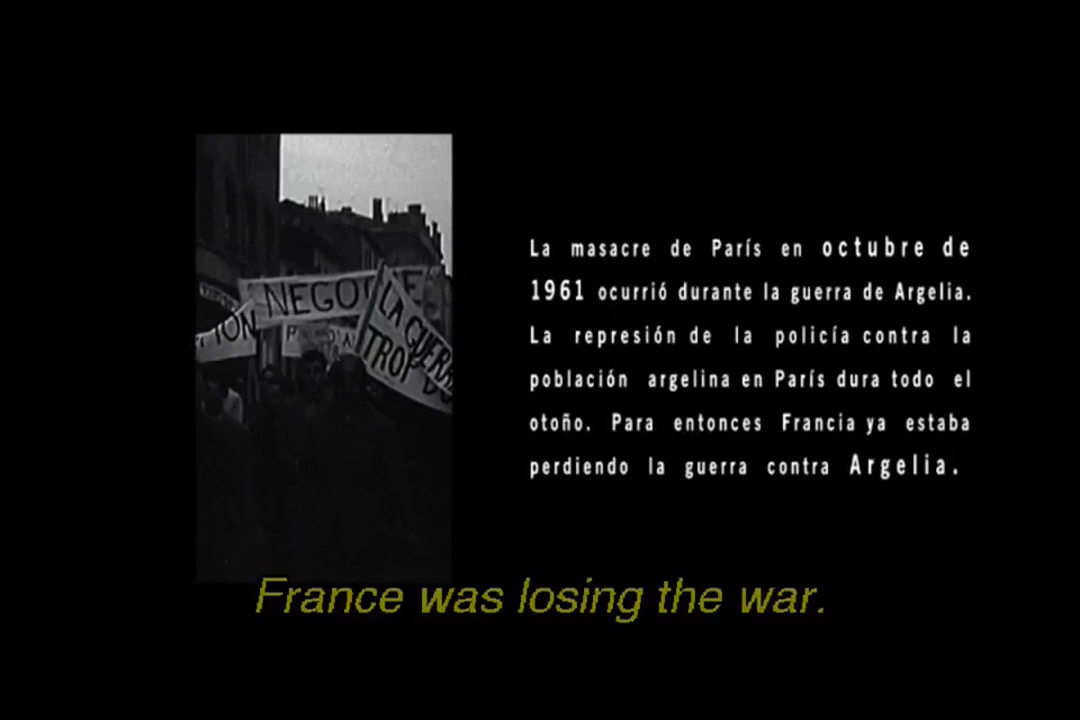 NEGO
LA GUERR
TROP
La masacre de París en octubre de
1961 ocurrió durante la guerra de Argelia.
La represión de la policía contra la
población argelina en París dura todo el
otoño. Para entonces Francia ya estaba
perdiendo la guerra contra Argelia.
France was losing the war.